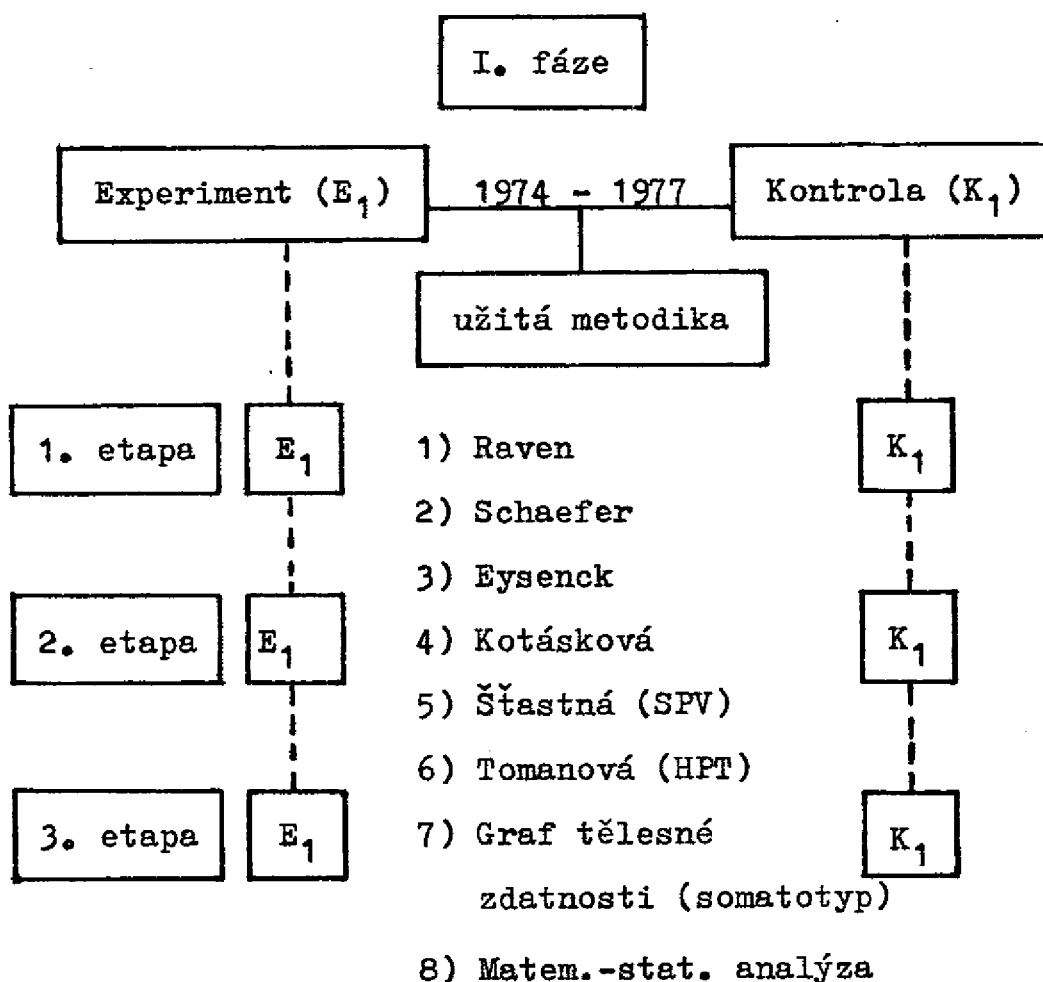 I. fáze
Experiment (E₁) 1974 - 1977 Kontrola (K₁)
užitá metodika
1. etapa E₁ 1) Raven K₁
2) Schaefer
3) Eysenck
2. etapa E₁ 4) Kotásková K₁
5) Šťastná (SPV)
6) Tomanová (HPT)
3. etapa E₁ 7) Graf tělesné K₁
zdatnosti (somatotyp)
8) Matem.-stat. analýza